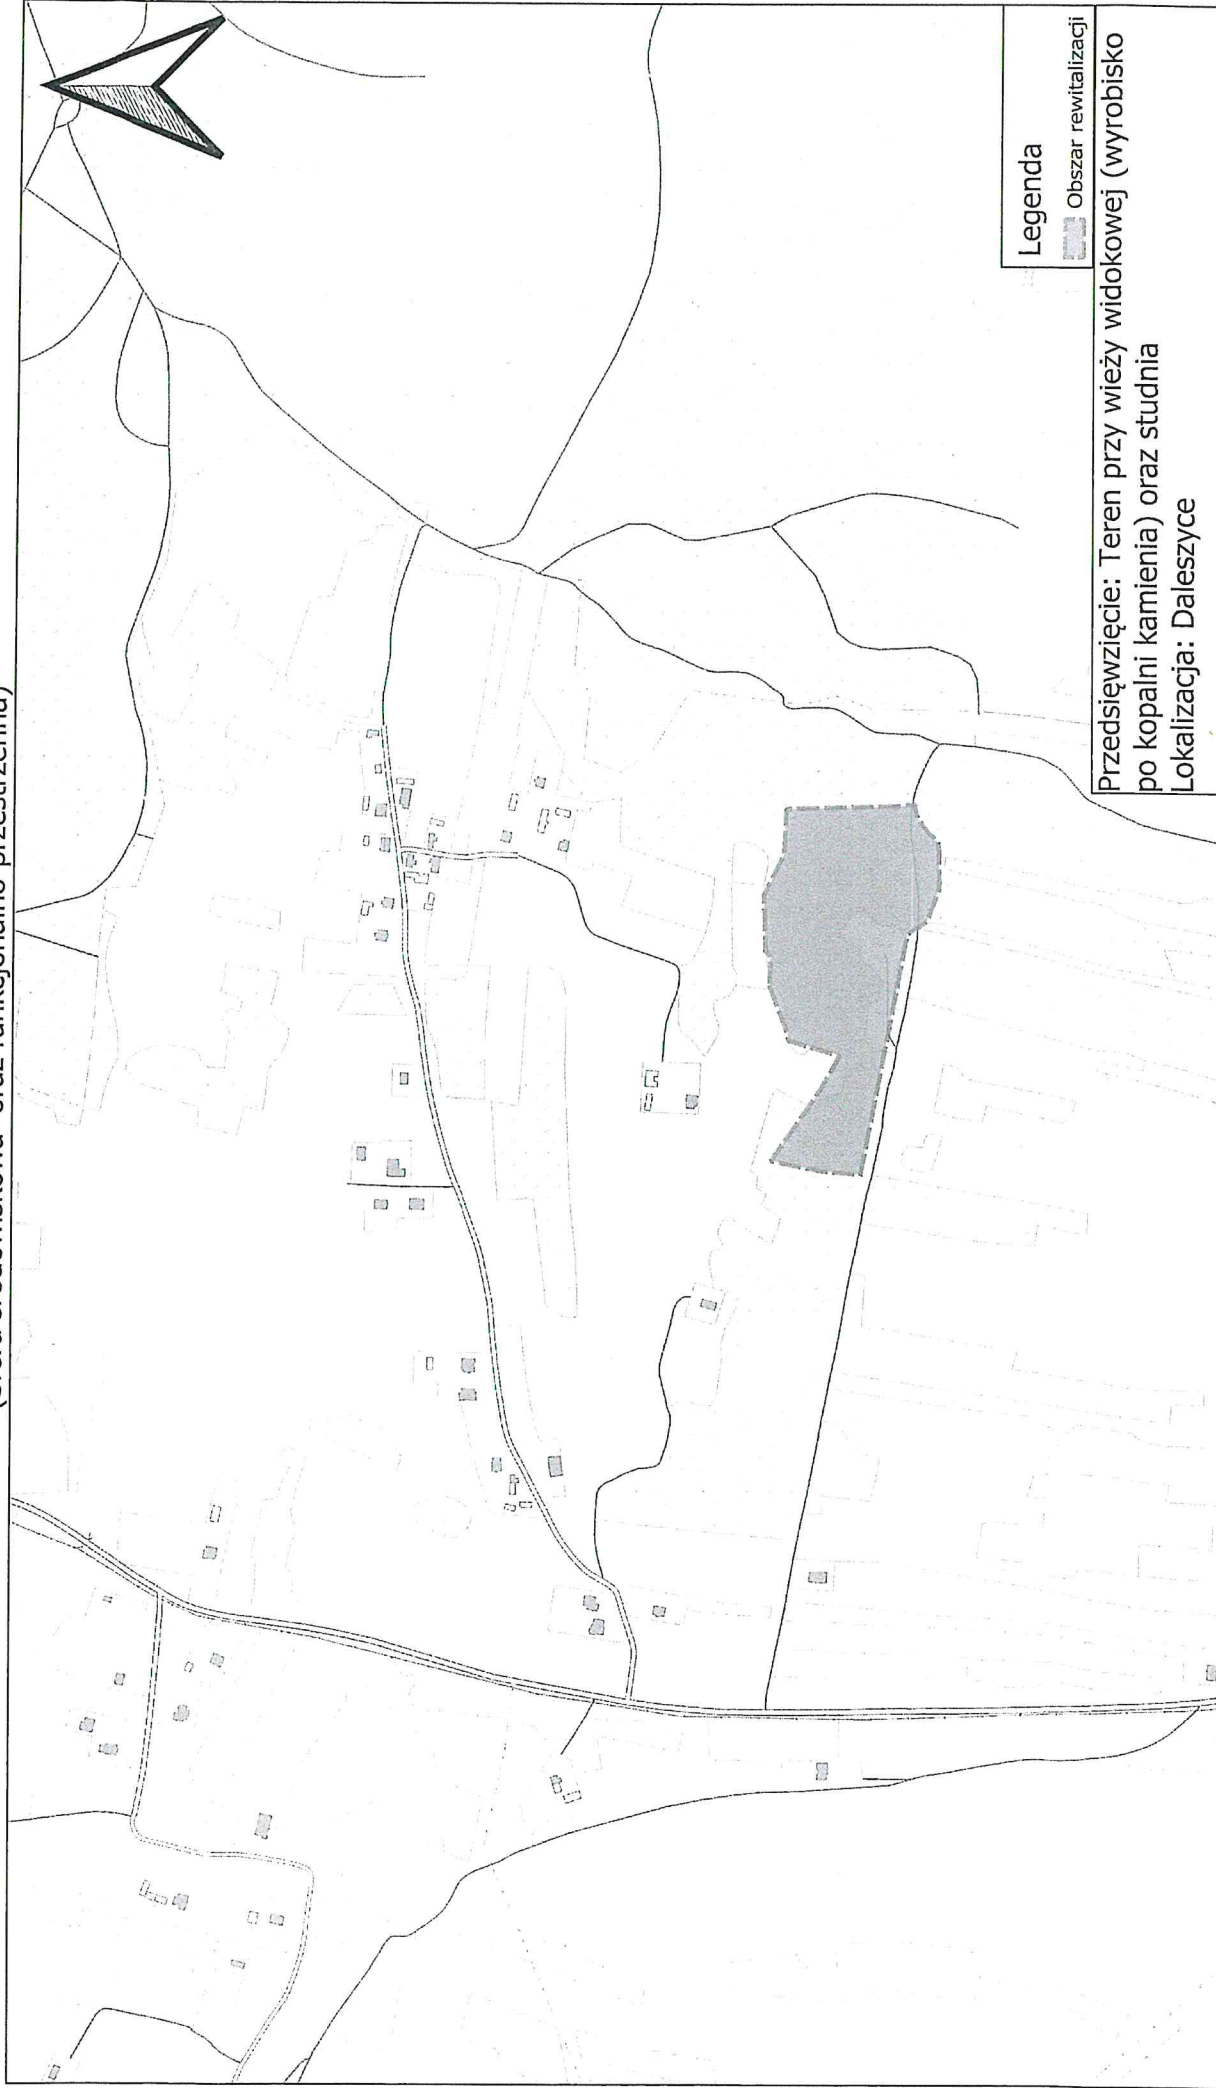 Legenda
Obszar rewitalizacji
Przedsięwzięcie: Teren przy wieży widokowej (wyrobisko
po kopalni kamienia) oraz studnia
Lokalizacja: Daleszyce